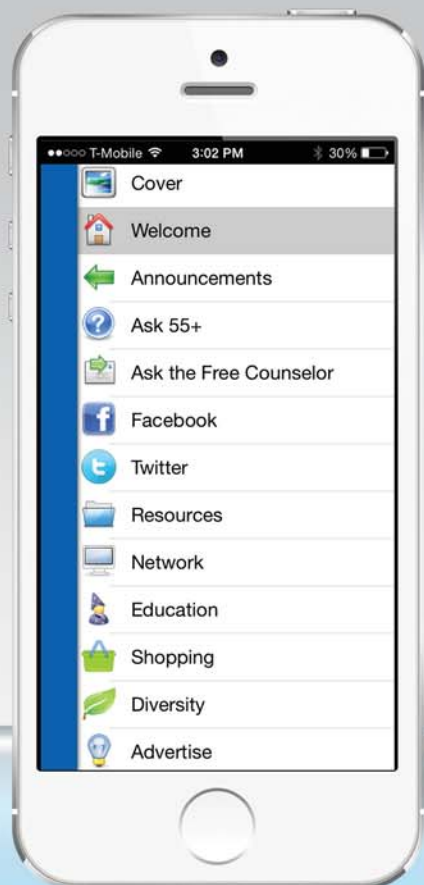 T-Mobile 3:02 PM 30%
Cover
Welcome
Announcements
? Ask 55+
Ask the Free Counselor
f Facebook
t Twitter
Resources
Network
Education
Shopping
Diversity
Advertise